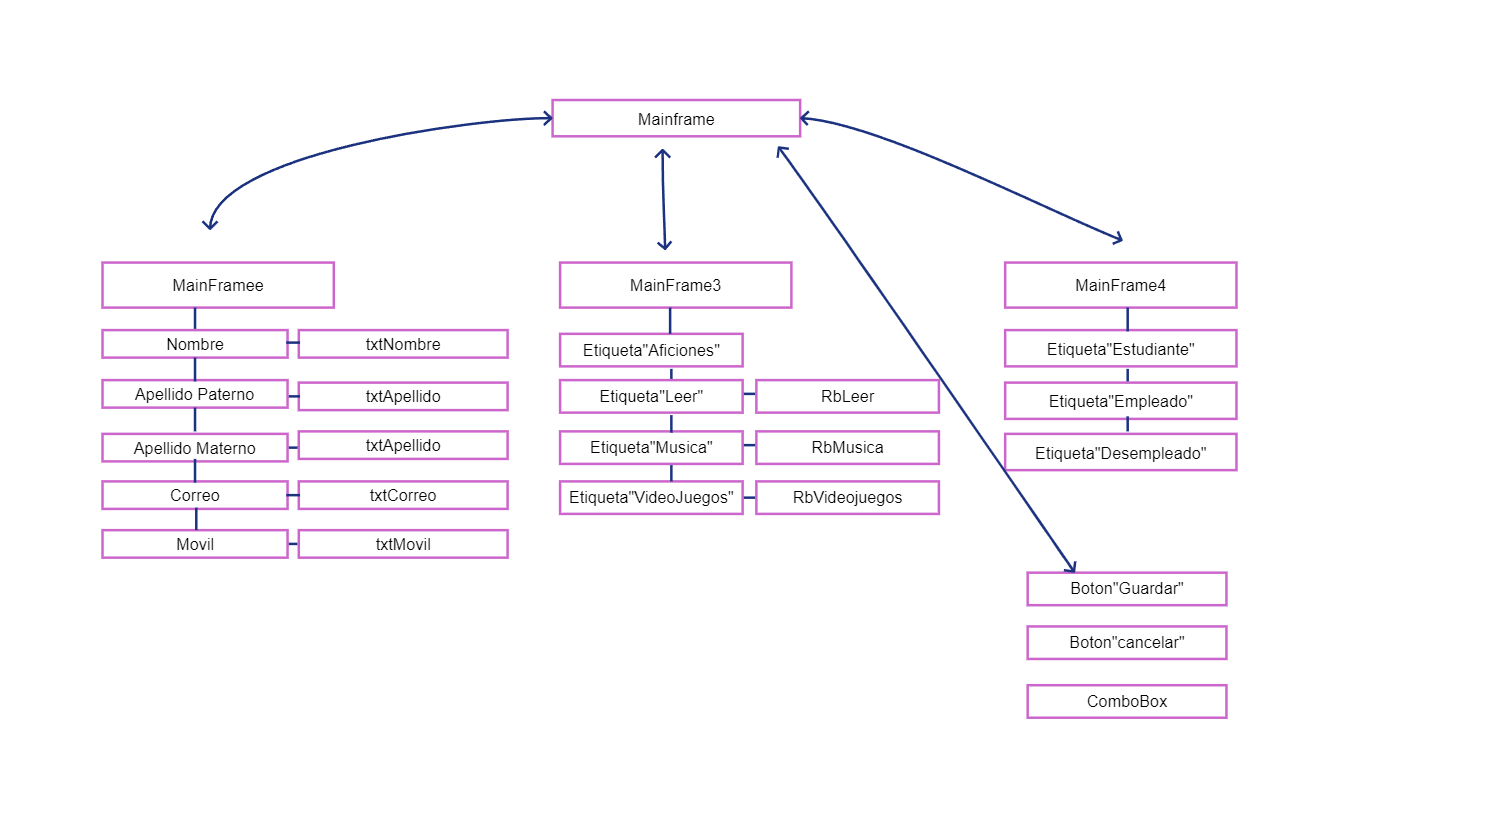 Mainframe
MainFramee
Nombre
txtNombre
Apellido Paterno
txtApellido
Apellido Materno
txtApellido
Correo
txtCorreo
Movil
txtMovil
MainFrame3
Etiqueta"Aficiones"
Etiqueta"Leer"
RbLeer
Etiqueta"Musica"
RbMusica
Etiqueta"VideoJuegos"
RbVideojuegos
MainFrame4
Etiqueta"Estudiante"
Etiqueta"Empleado"
Etiqueta"Desempleado"
Boton"Guardar"
Boton"cancelar"
ComboBox